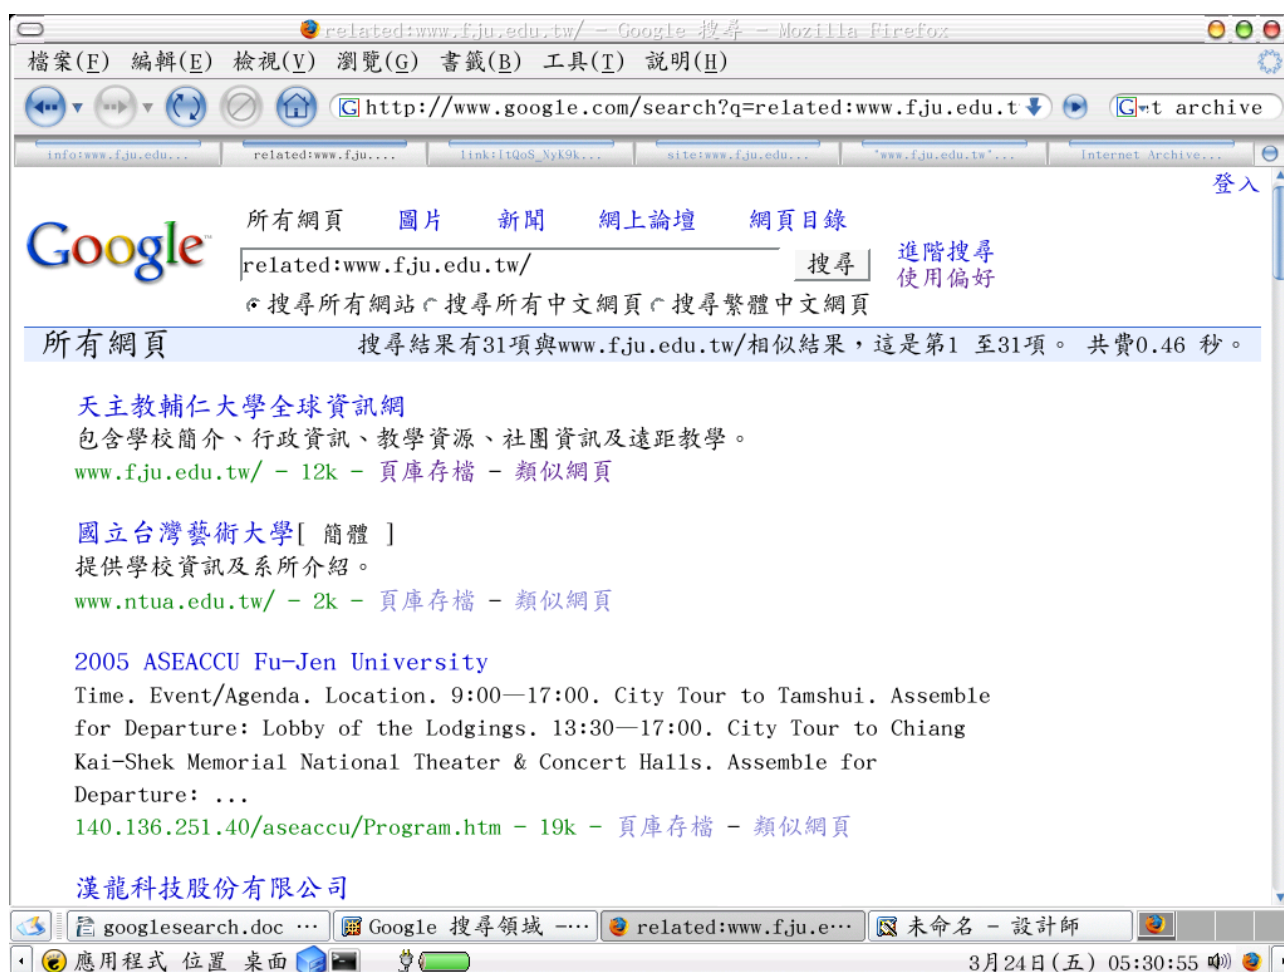 related:www.fju.edu.tw/ - Google 搜尋 - Mozilla Firefox
檔案(F) 編輯(E) 檢視(V) 瀏覽(G) 書籤(B) 工具(T) 說明(H)
http://www.google.com/search?q=related:www.fju.edu.t t archive
info:www.fju.edu... related:www.fju.... link:ItQoS_NyK9k... site:www.fju.edu... "www.fju.edu.tw"... Internet Archive...
登入
Google
所有網頁 圖片 新聞 網上論壇 網頁目錄
related:www.fju.edu.tw/ 搜尋 進階搜尋
使用偏好
搜尋所有網站 搜尋所有中文網頁 搜尋繁體中文網頁
所有網頁 搜尋結果有31項與www.fju.edu.tw/相似結果，這是第1 至31項。 共費0.46 秒。
天主教輔仁大學全球資訊網
包含學校簡介、行政資訊、教學資源、社團資訊及遠距教學。
www.fju.edu.tw/ - 12k - 頁庫存檔 - 類似網頁
國立台灣藝術大學[ 簡體 ]
提供學校資訊及系所介紹。
www.ntua.edu.tw/ - 2k - 頁庫存檔 - 類似網頁
2005 ASEACCU Fu-Jen University
Time. Event/Agenda. Location. 9:00—17:00. City Tour to Tamshui. Assemble
for Departure: Lobby of the Lodgings. 13:30—17:00. City Tour to Chiang
Kai-Shek Memorial National Theater & Concert Halls. Assemble for
Departure: ...
140.136.251.40/aseaccu/Program.htm - 19k - 頁庫存檔 - 類似網頁
漢龍科技股份有限公司
googlesearch.doc ... Google 搜尋領域 -... related:www.fju.e... 未命名 - 設計師
應用程式 位置 桌面 3月24日(五) 05:30:55